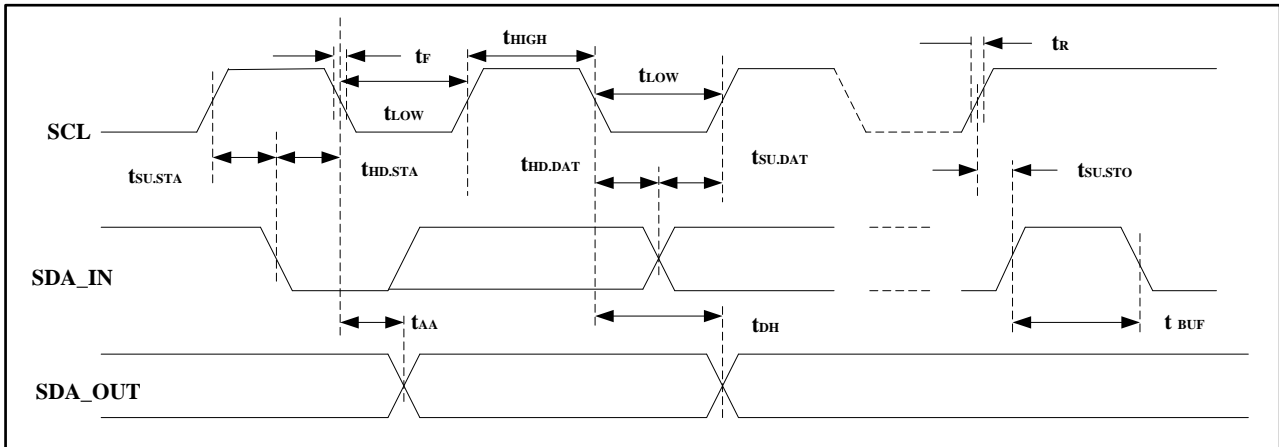 tF
tHIGH
tR
tLOW
tLOW
SCL
tSU.STA
tHD.STA
tHD.DAT
tSU.DAT
tSU.STO
SDA_IN
tAA
tDH
t BUF
SDA_OUT